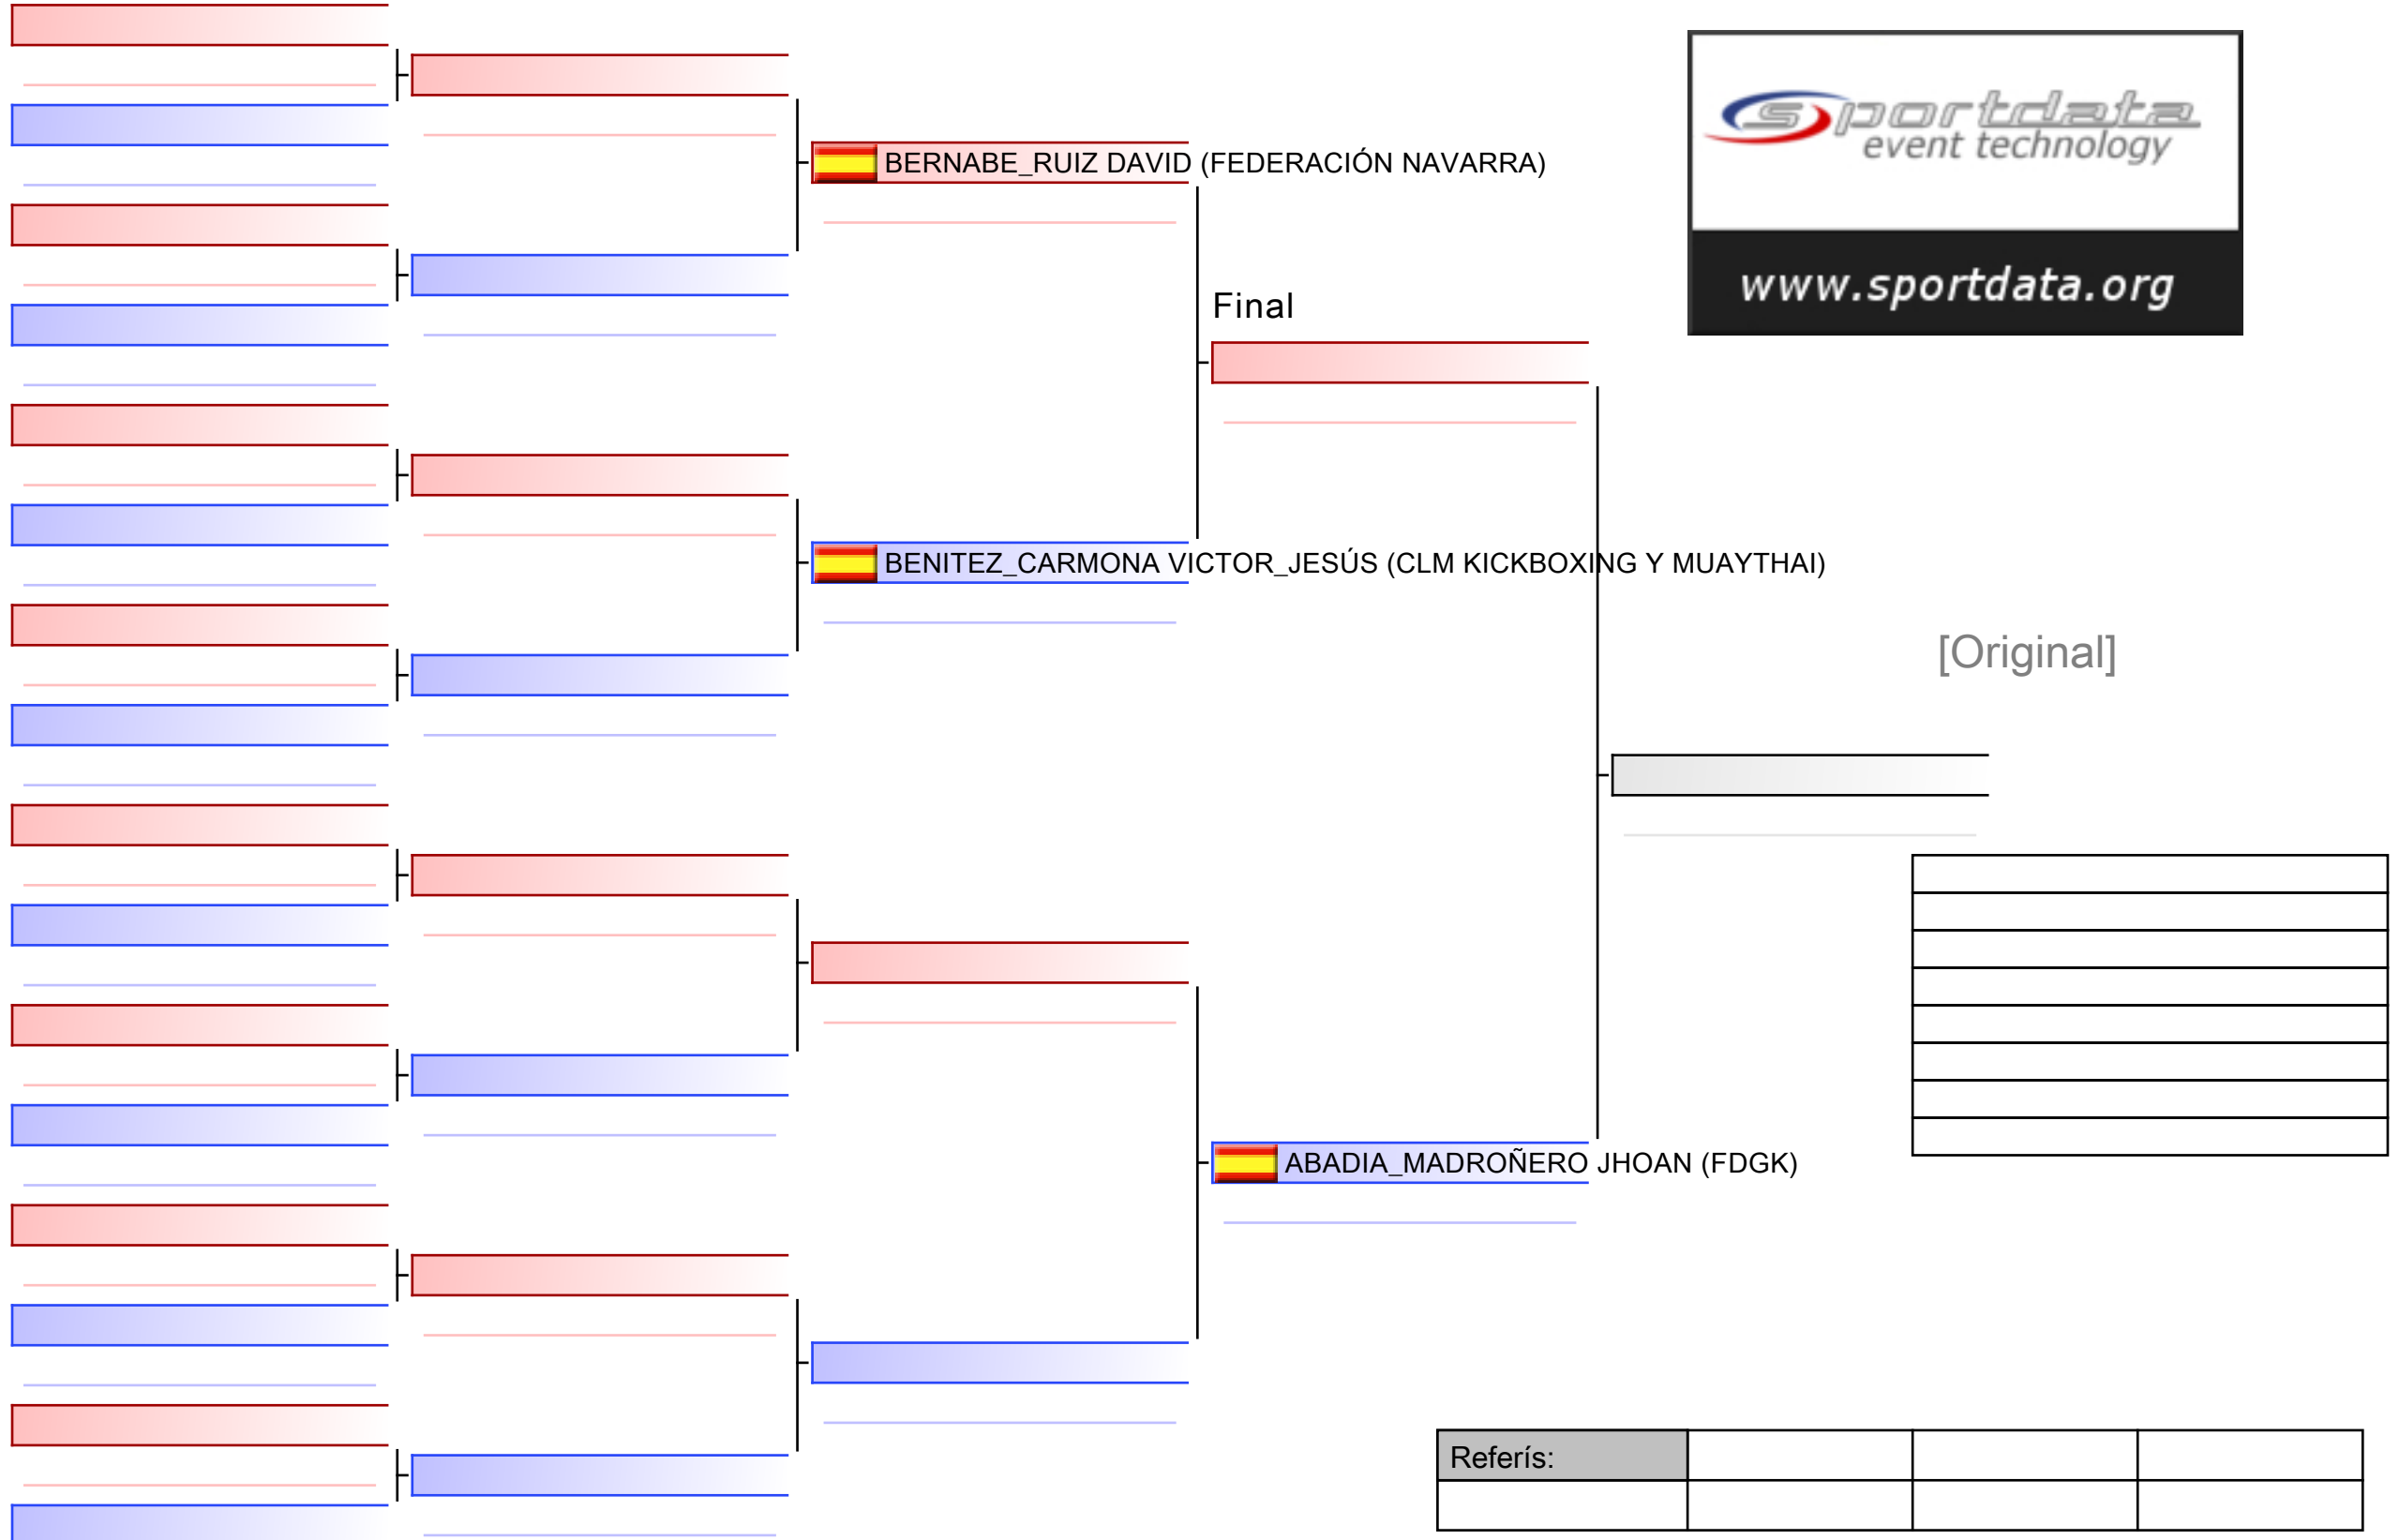 sportdata
event technology
www.sportdata.org
BERNABE_RUIZ DAVID (FEDERACIÓN NAVARRA)
Final
BENITEZ_CARMONA VICTOR_JESÚS (CLM KICKBOXING Y MUAYTHAI)
[Original]
ABADIA_MADROÑERO JHOAN (FDGK)
Referís: